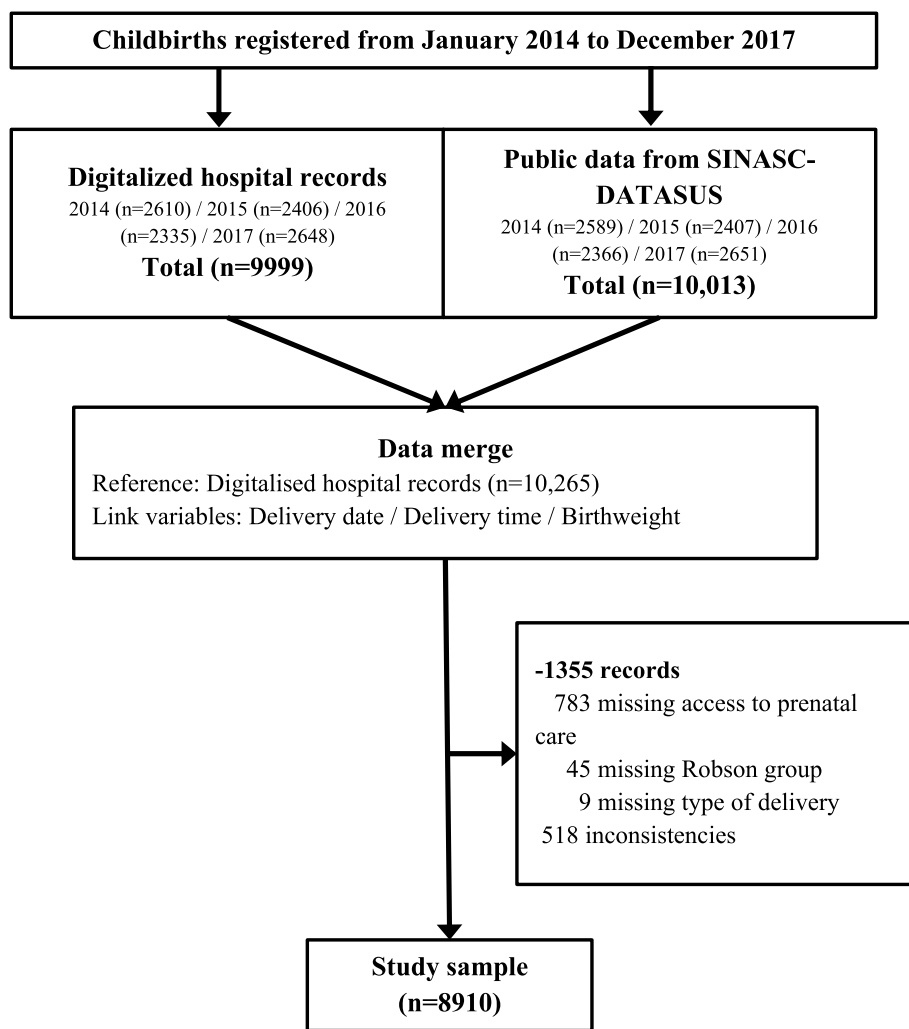 Childbirths registered from January 2014 to December 2017
Digitalized hospital records
2014 (n=2610) / 2015 (n=2406) / 2016
(n=2335) / 2017 (n=2648)
Total (n=9999)
Public data from SINASC-
DATASUS
2014 (n=2589) / 2015 (n=2407) / 2016
(n=2366) / 2017 (n=2651)
Total (n=10,013)
Data merge
Reference: Digitalised hospital records (n=10,265)
Link variables: Delivery date / Delivery time / Birthweight
-1355 records
783 missing access to prenatal
care
45 missing Robson group
9 missing type of delivery
518 inconsistencies
Study sample
(n=8910)